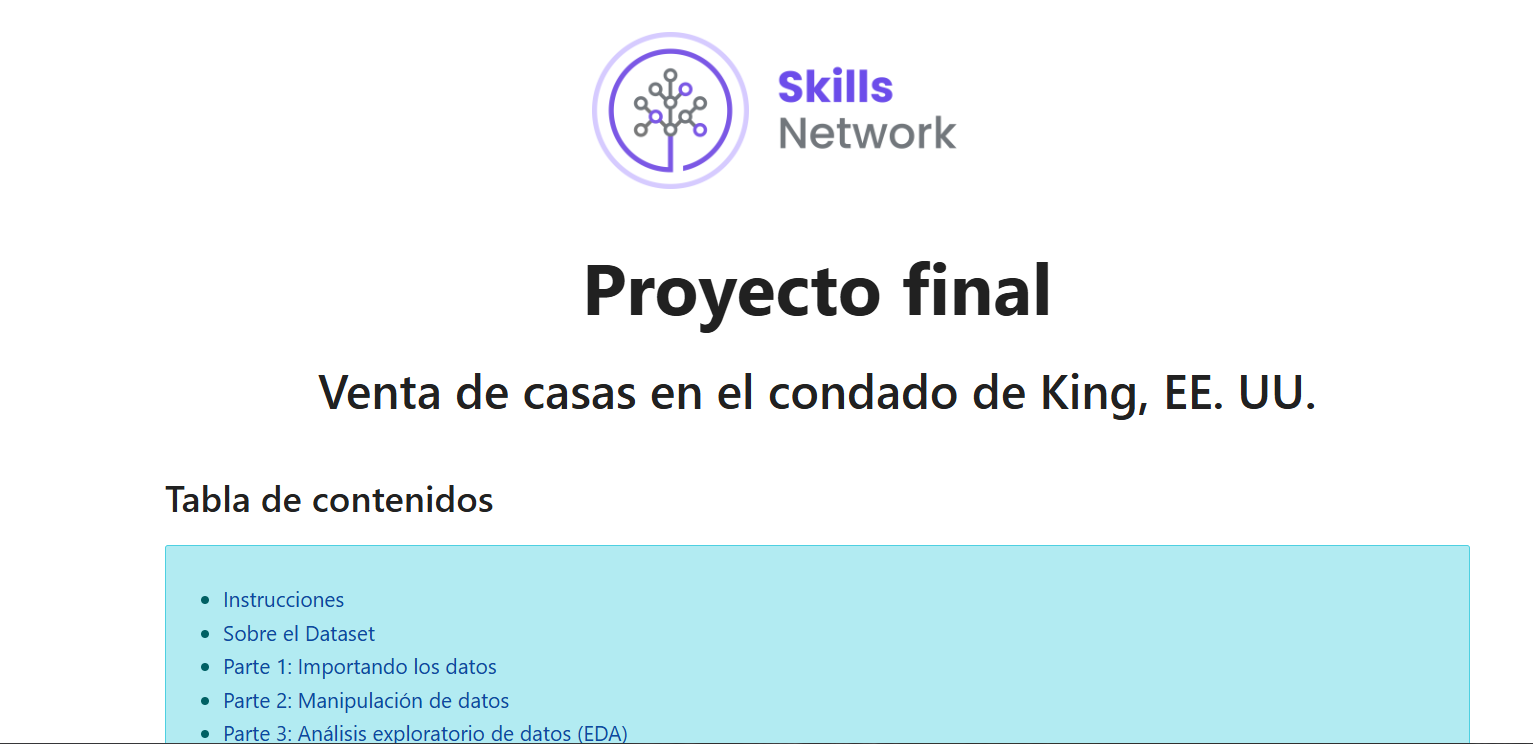 Skills
Network
Proyecto final
Venta de casas en el condado de King, EE. UU.
Tabla de contenidos
Instrucciones
Sobre el Dataset
Parte 1: Importando los datos
Parte 2: Manipulación de datos
Parte 3: Análisis exploratorio de datos (EDA)